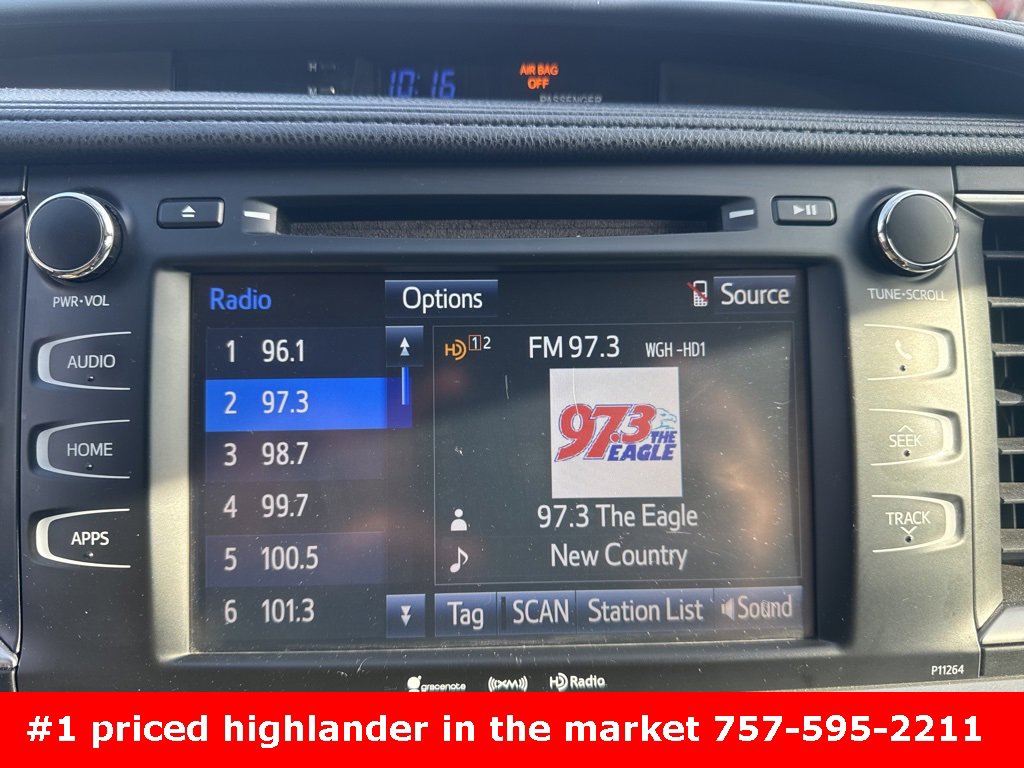 H
M
10:16
AIR BAG
OFF
PASSENGER
PWR·VOL
TUNE·SCROLL
AUDIO
HOME
APPS
SEEK
TRACK
Radio
Options
Source
1 96.1
2 97.3
3 98.7
4 99.7
5 100.5
6 101.3
HD 1 2
FM 97.3
WGH -HD1
97.3 THE
EAGLE
97.3 The Eagle
New Country
Tag
SCAN
Station List
Sound
P11264
gracenote
((XM))
HD Radio
#1 priced highlander in the market 757-595-2211